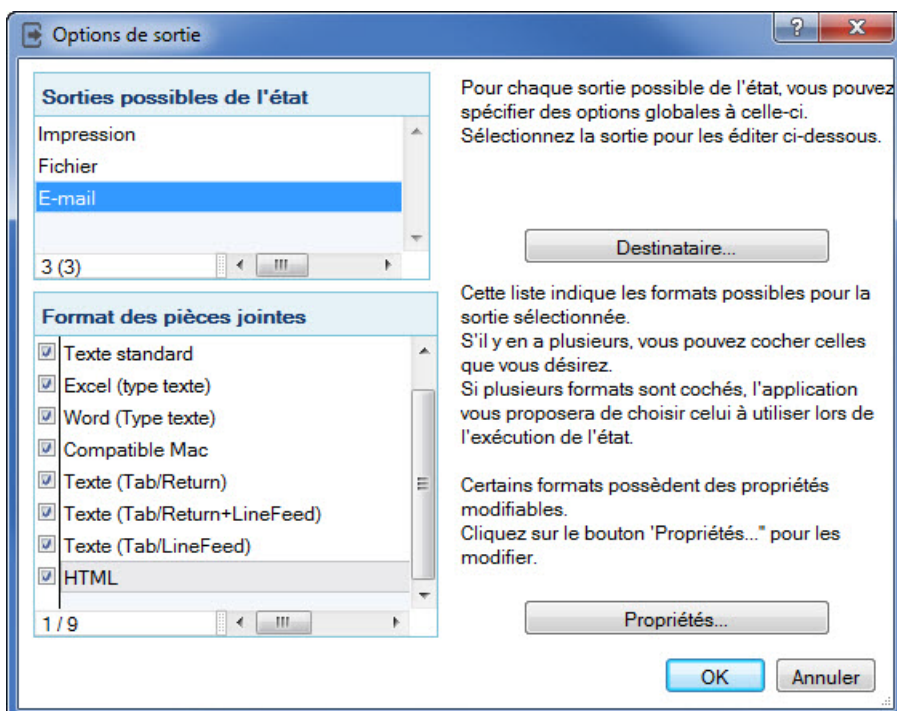 Options de sortie
Sorties possibles de l'état
Impression
Fichier
E-mail
3 (3)
Format des pièces jointes
Texte standard
Excel (type texte)
Word (Type texte)
Compatible Mac
Texte (Tab/Return)
Texte (Tab/Return+LineFeed)
Texte (Tab/LineFeed)
HTML
1 / 9
Pour chaque sortie possible de l'état, vous pouvez
spécifier des options globales à celle-ci.
Sélectionnez la sortie pour les éditer ci-dessous.
Destinataire...
Cette liste indique les formats possibles pour la
sortie sélectionnée.
S'il y en a plusieurs, vous pouvez cocher celles
que vous désirez.
Si plusieurs formats sont cochés, l'application
vous proposera de choisir celui à utiliser lors de
l'exécution de l'état.
Certains formats possèdent des propriétés
modifiables.
Cliquez sur le bouton 'Propriétés..." pour les
modifier.
Propriétés...
OK
Annuler